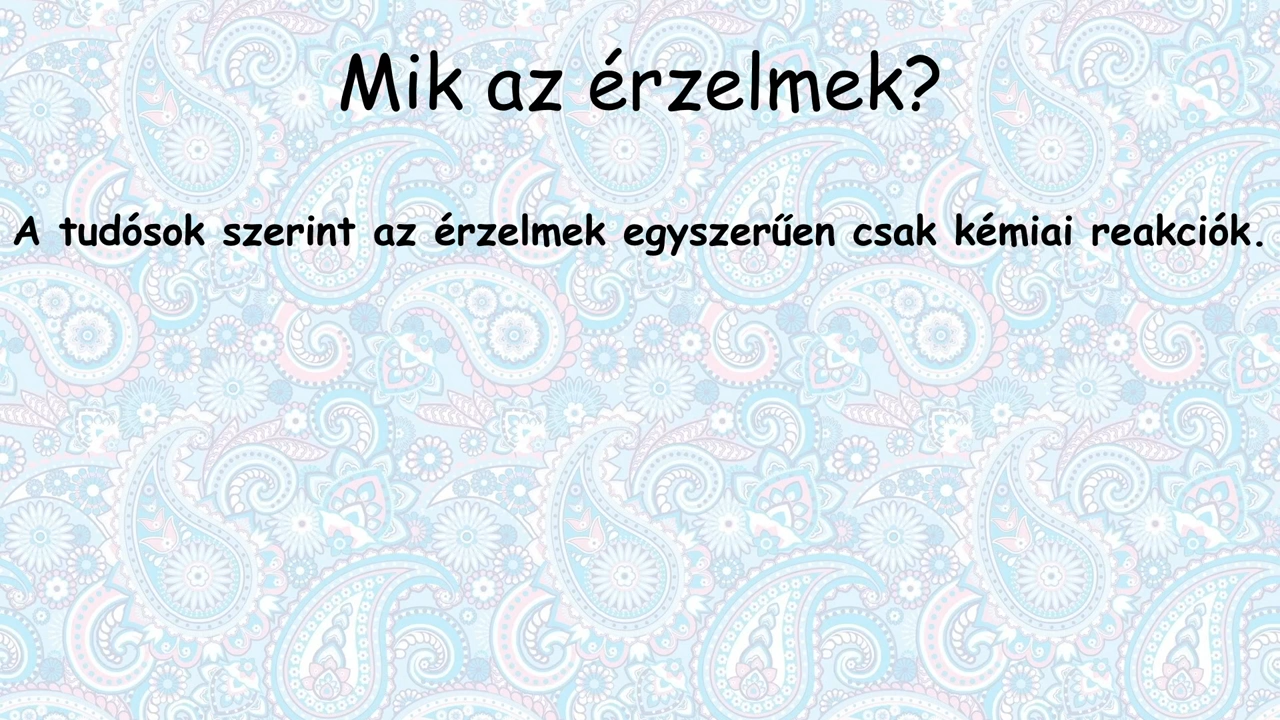 Mik az érzelmek?
A tudósok szerint az érzelmek egyszerűen csak kémiai reakciók.